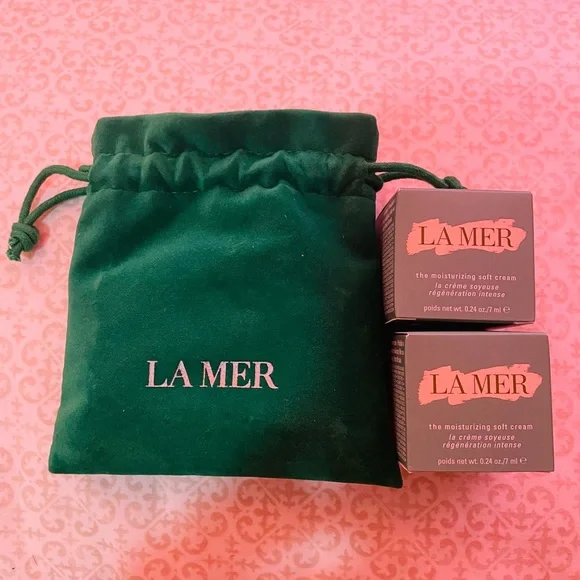 LA MER
LA MER
the moisturizing soft cream
la crème soyeuse
régénération intense
poids net wt. 0.24 oz./7 ml ℮
LA MER
the moisturizing soft cream
la crème soyeuse
régénération intense
poids net wt. 0.24 oz./7 ml ℮